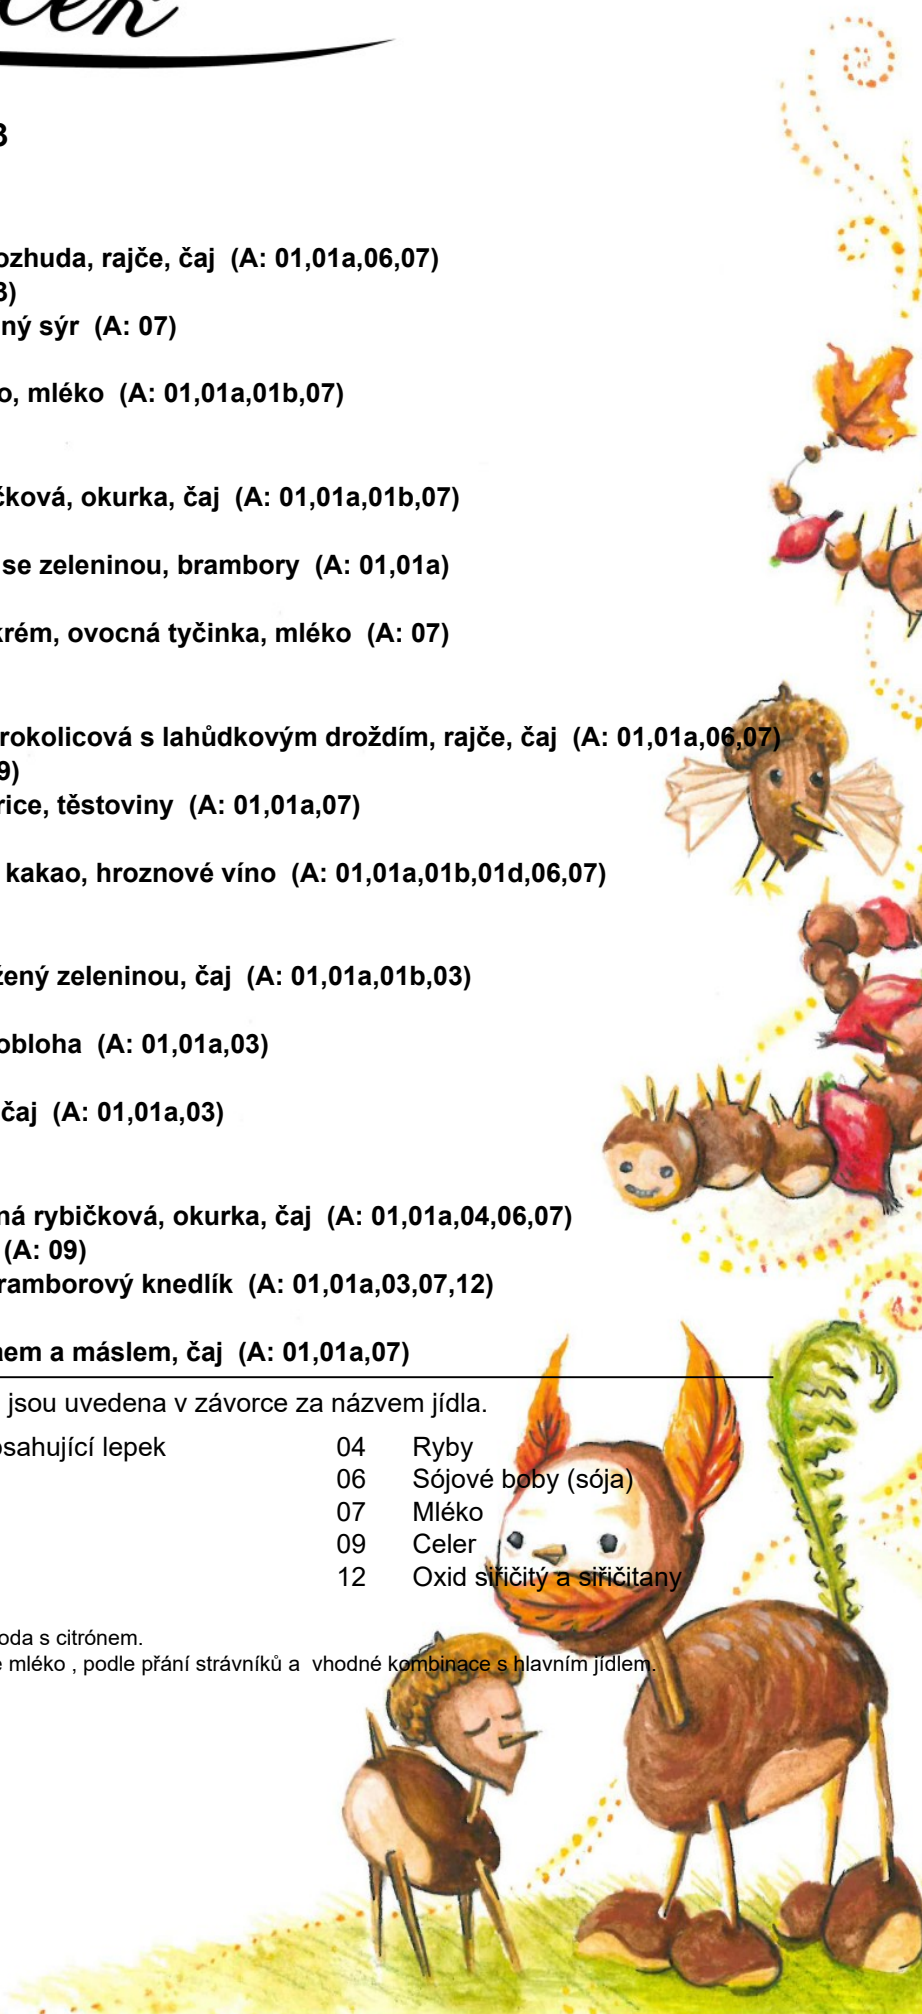 ozhuda, rajče, čaj (A: 01,01a,06,07)
3)
ný sýr (A: 07)
o, mléko (A: 01,01a,01b,07)
čková, okurka, čaj (A: 01,01a,01b,07)
se zeleninou, brambory (A: 01,01a)
krém, ovocná tyčinka, mléko (A: 07)
rokolicová s lahůdkovým droždím, rajče, čaj (A: 01,01a,06,07)
9)
rice, těstoviny (A: 01,01a,07)
kakao, hroznové víno (A: 01,01a,01b,01d,06,07)
žený zeleninou, čaj (A: 01,01a,01b,03)
obloha (A: 01,01a,03)
čaj (A: 01,01a,03)
ná rybičková, okurka, čaj (A: 01,01a,04,06,07)
(A: 09)
ramborový knedlík (A: 01,01a,03,07,12)
em a máslem, čaj (A: 01,01a,07)
jsou uvedena v závorce za názvem jídla.
bsahující lepek 04 Ryby
06 Sójové boby (sója)
07 Mléko
09 Celer
12 Oxid siřičitý a siřičitany
oda s citrónem.
e mléko , podle přání strávníků a vhodné kombinace s hlavním jídlem.